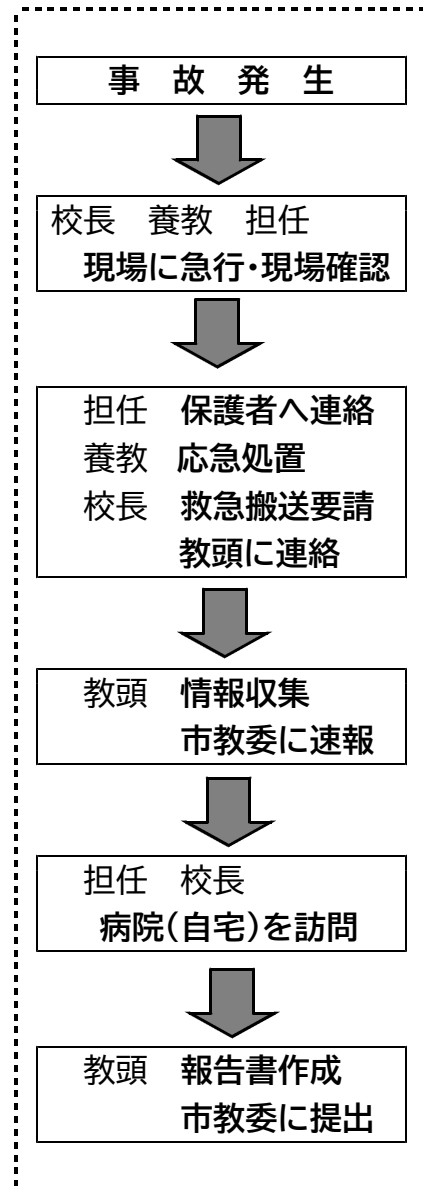 事 故 発 生
校長 養教 担任
現場に急行・現場確認
担任 保護者へ連絡
養教 応急処置
校長 救急搬送要請
教頭に連絡
教頭 情報収集
市教委に速報
担任 校長
病院(自宅)を訪問
教頭 報告書作成
市教委に提出